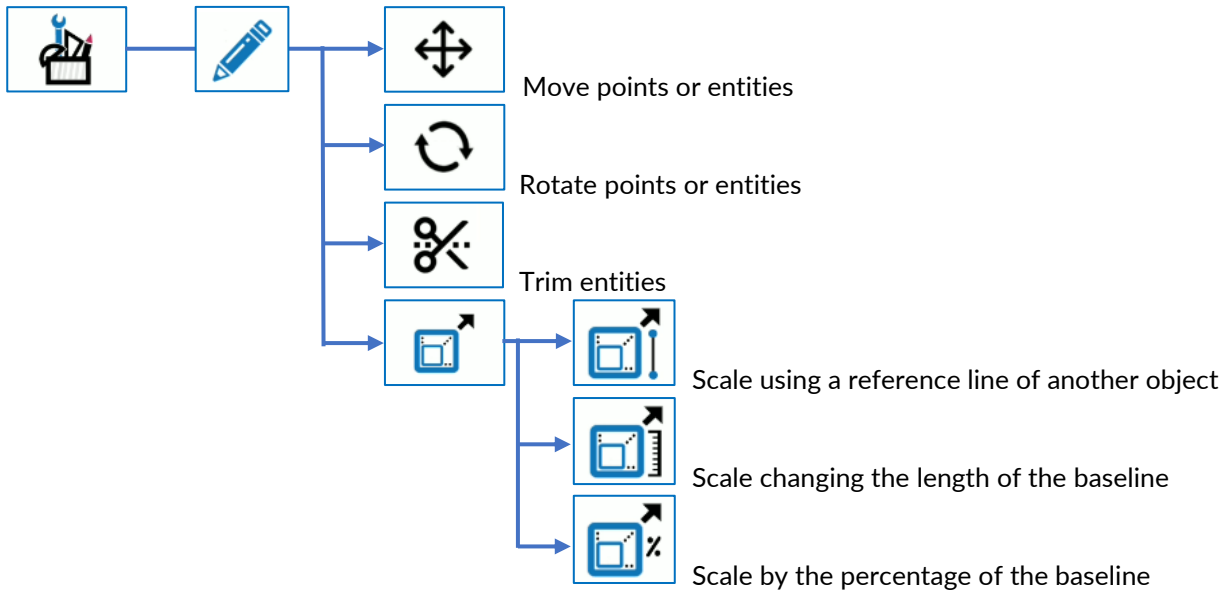 Move points or entities
Rotate points or entities
Trim entities
Scale using a reference line of another object
Scale changing the length of the baseline
%
Scale by the percentage of the baseline